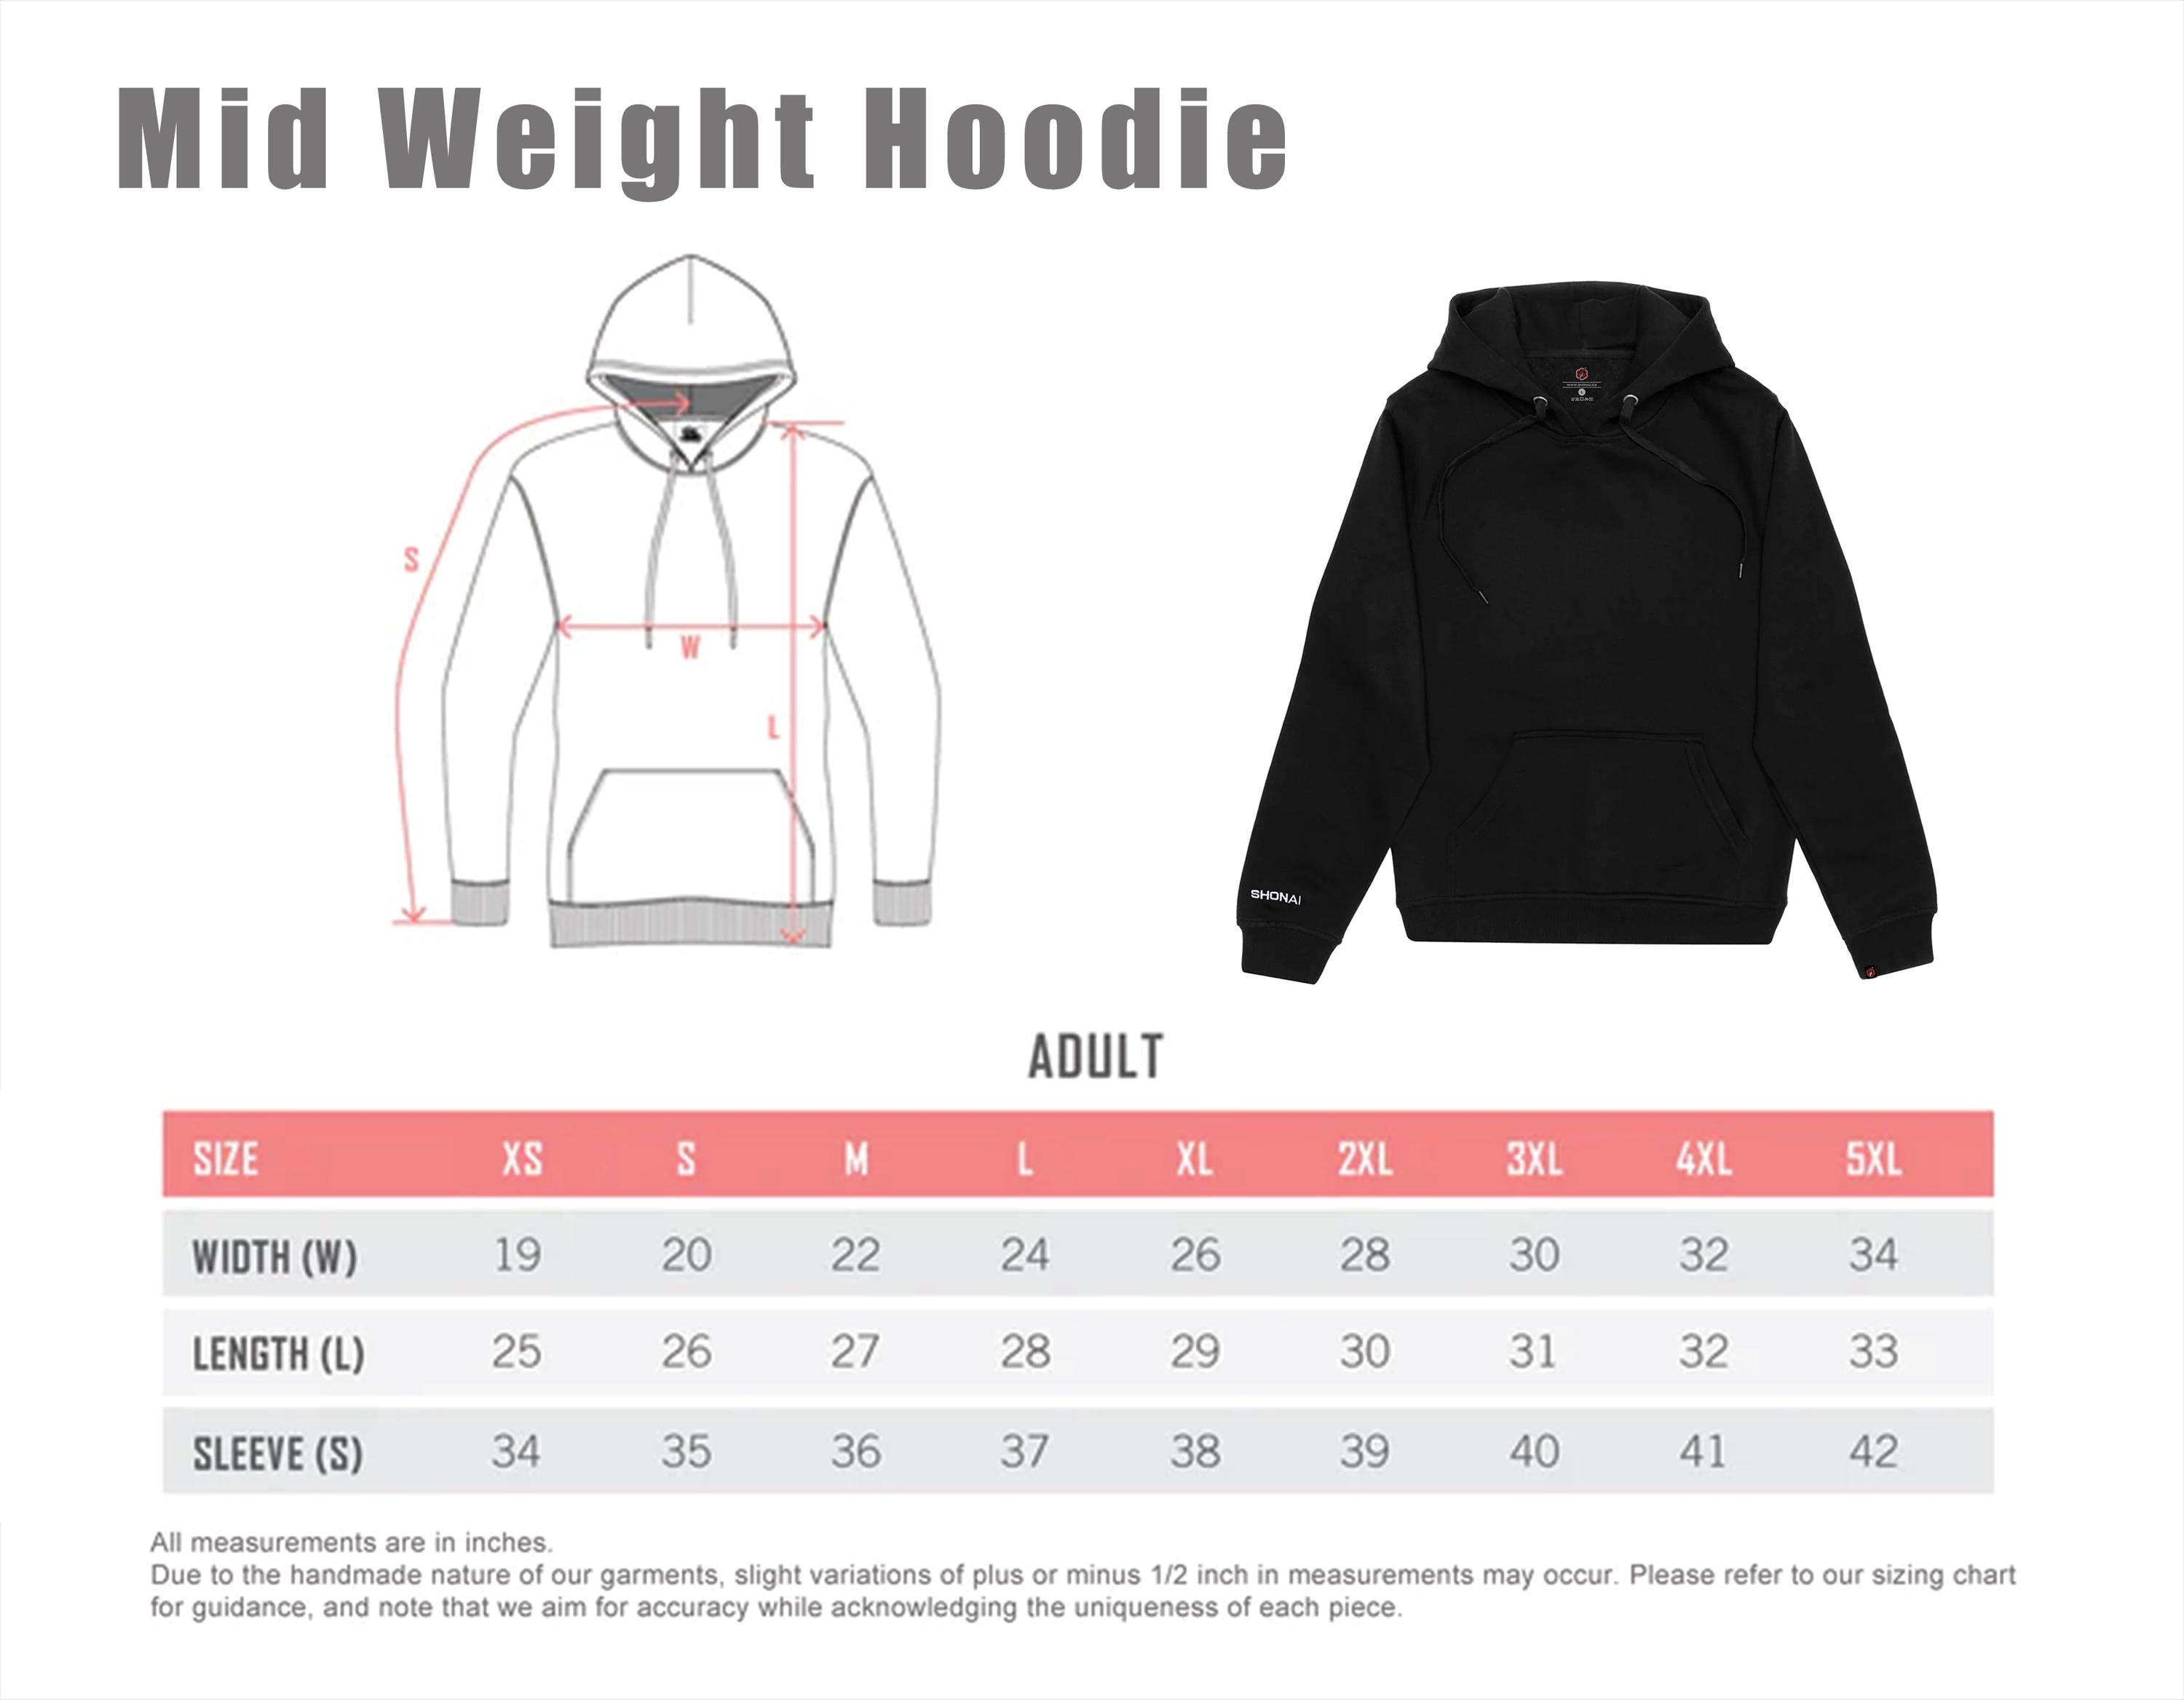 Mid Weight Hoodie
S
W
L
SHONAI
ADULT
SIZE XS S M L XL 2XL 3XL 4XL 5XL
WIDTH (W) 19 20 22 24 26 28 30 32 34
LENGTH (L) 25 26 27 28 29 30 31 32 33
SLEEVE (S) 34 35 36 37 38 39 40 41 42
All measurements are in inches.
Due to the handmade nature of our garments, slight variations of plus or minus 1/2 inch in measurements may occur. Please refer to our sizing chart
for guidance, and note that we aim for accuracy while acknowledging the uniqueness of each piece.